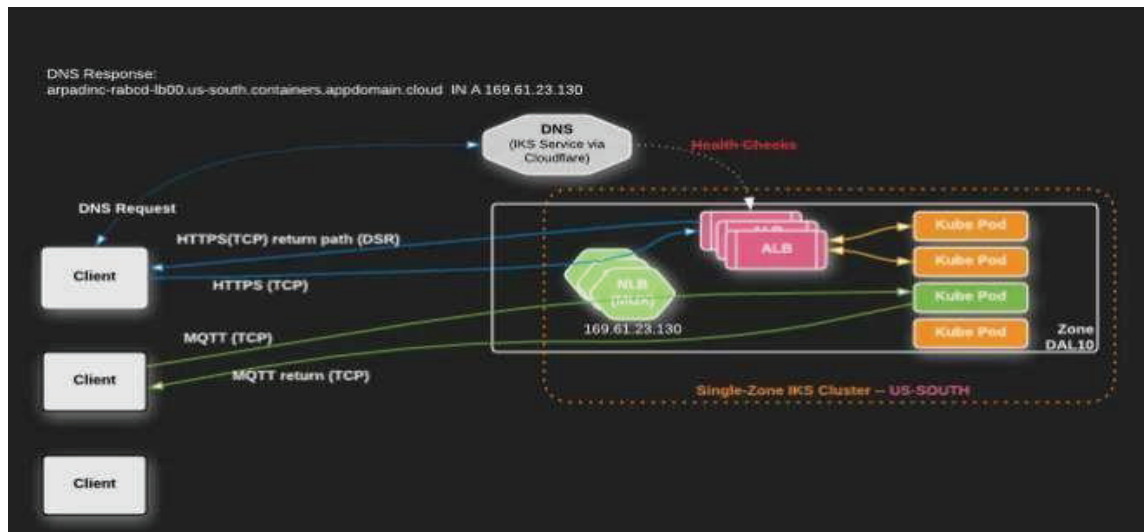 DNS Response:
arpadinc-rabcd-lb00.us-south.containers.appdomain.cloud IN A 169.61.23.130
DNS
(IKS Service via
Cloudflare)
Health Checks
DNS Request
HTTPS(TCP) return path (DSR)
Client
HTTPS (TCP)
ALB
ALB
Kube Pod
Kube Pod
NLB
Kube Pod
169.61.23.130
MQTT (TCP)
Kube Pod
Zone
DAL10
Client
MQTT return (TCP)
Single-Zone IKS Cluster -- US-SOUTH
Client